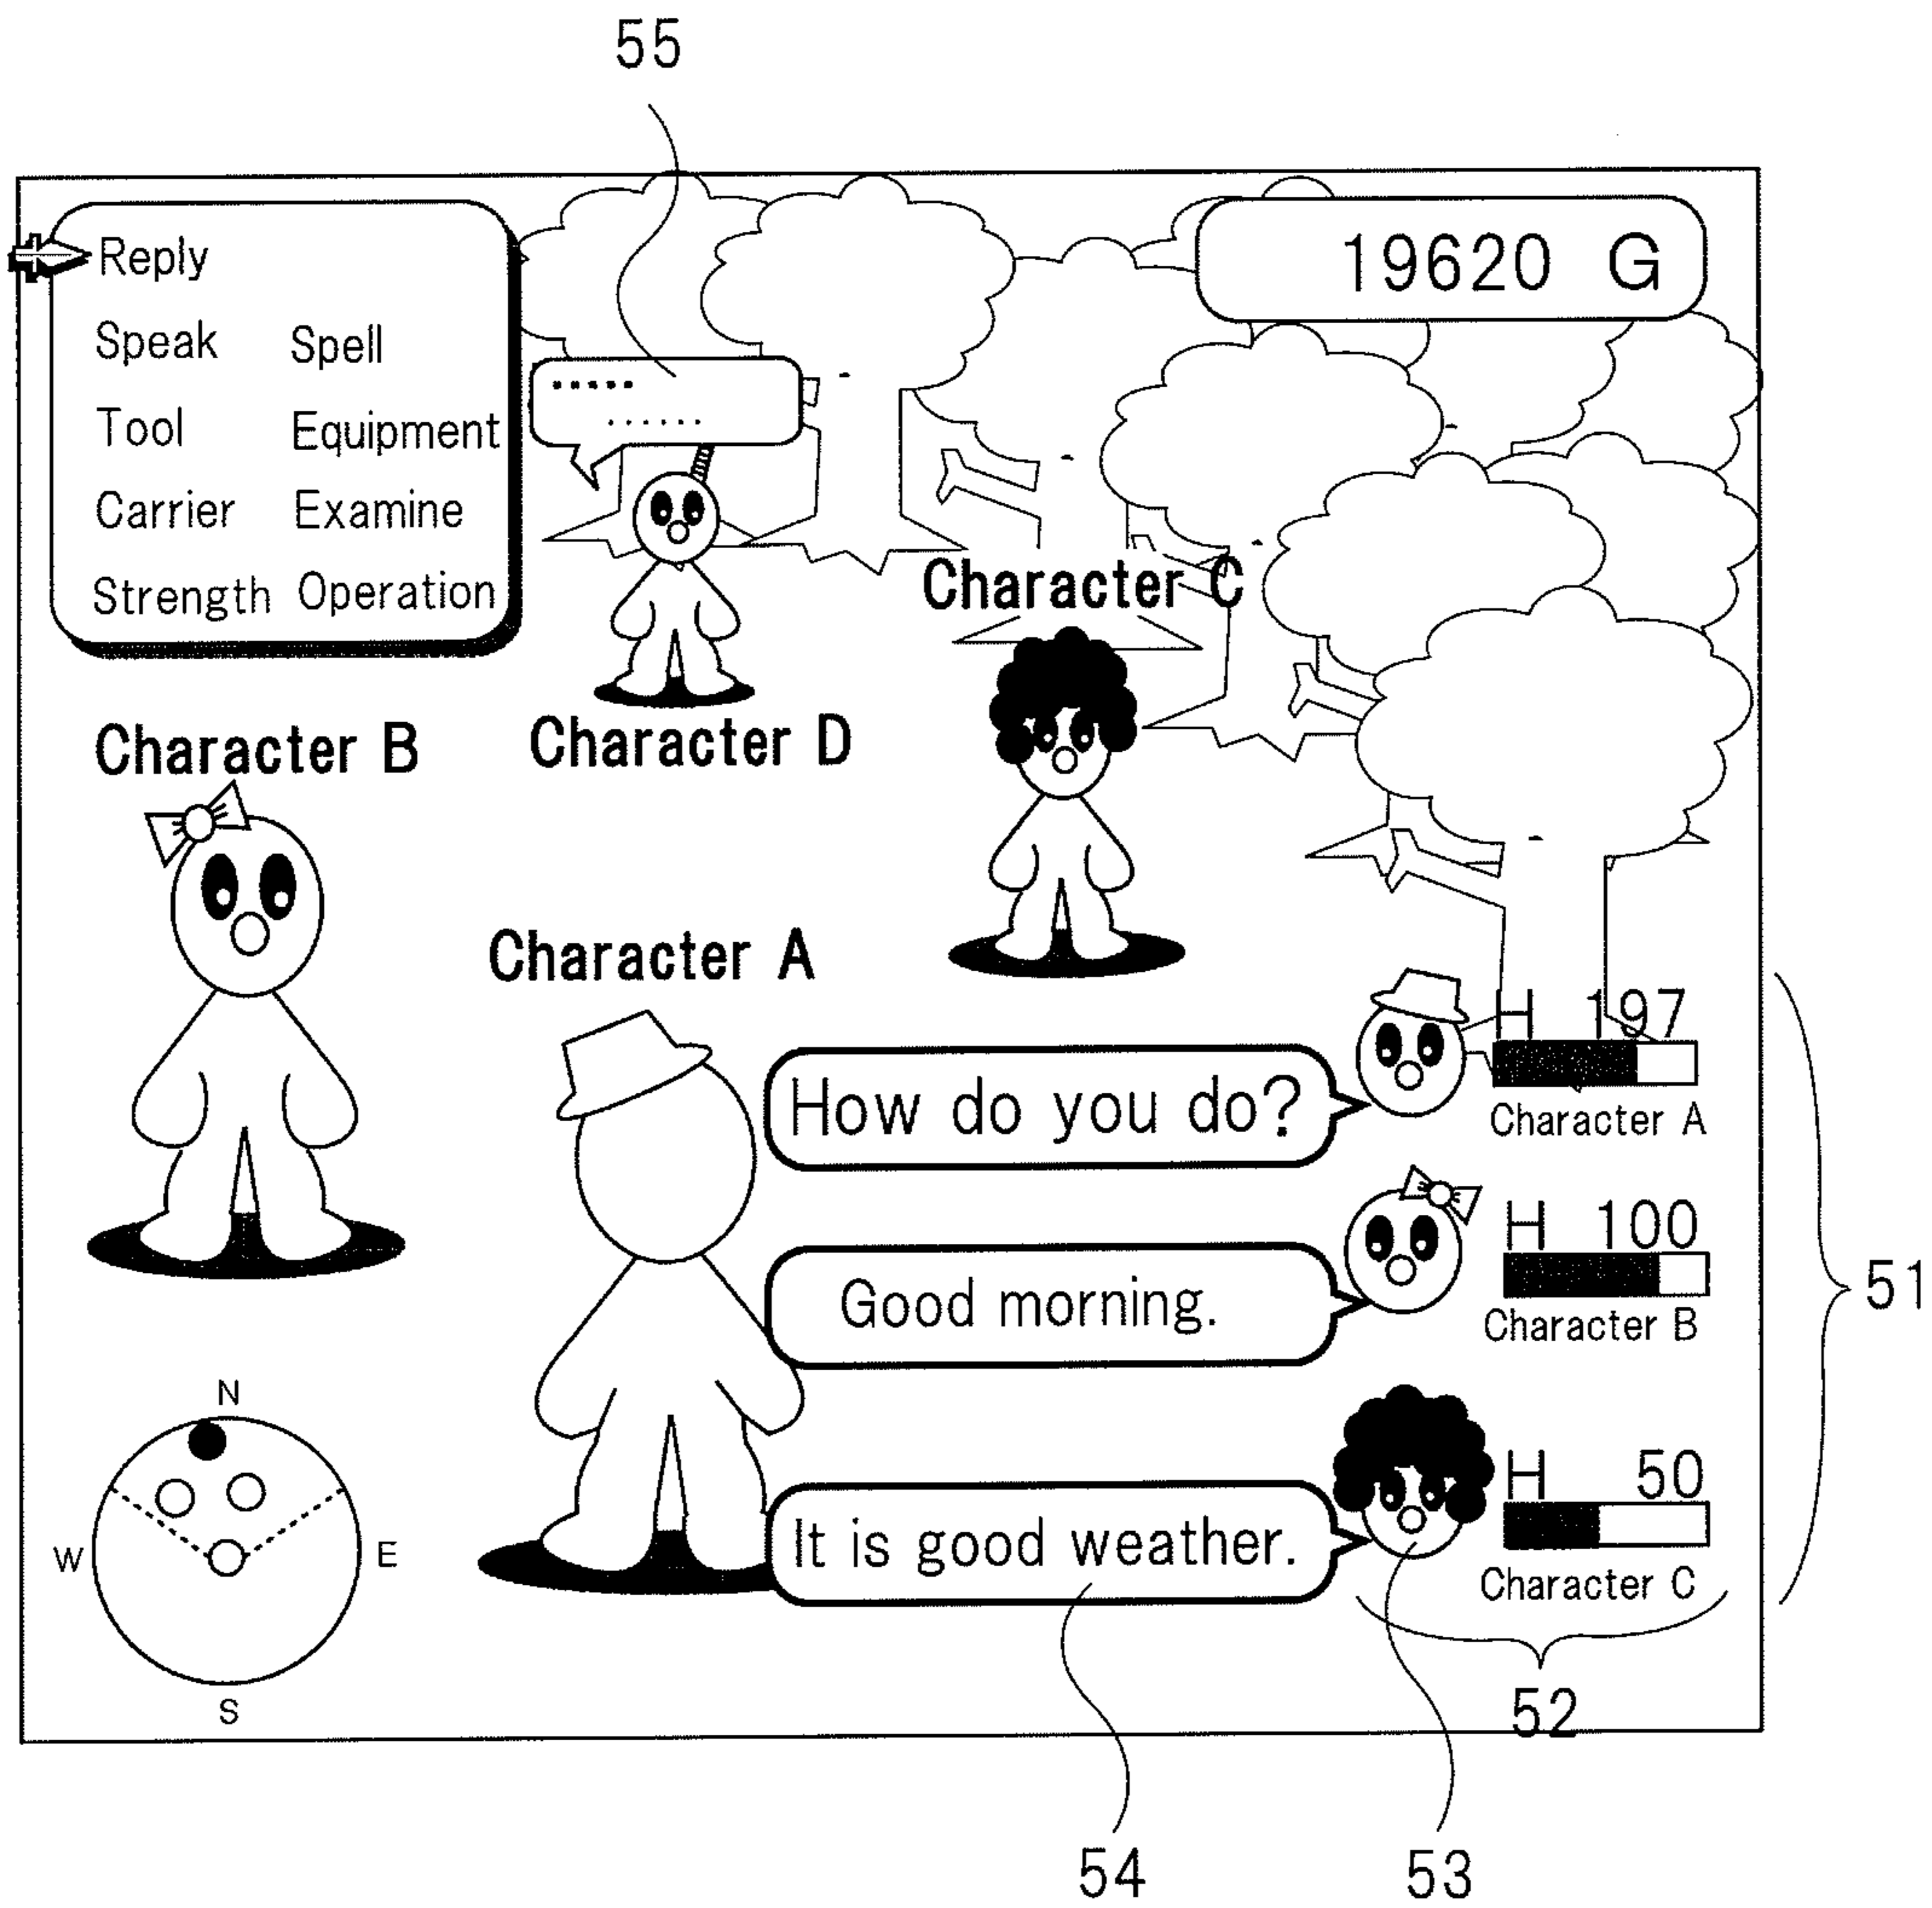 55
Reply
19620 G
Speak Spell
Tool Equipment
Carrier Examine
Strength Operation
Character C
Character B
Character D
Character A
H 197
How do you do?
Character A
H 100
Good morning.
Character B
51
N
H 50
W E
It is good weather.
Character C
S
52
54
53